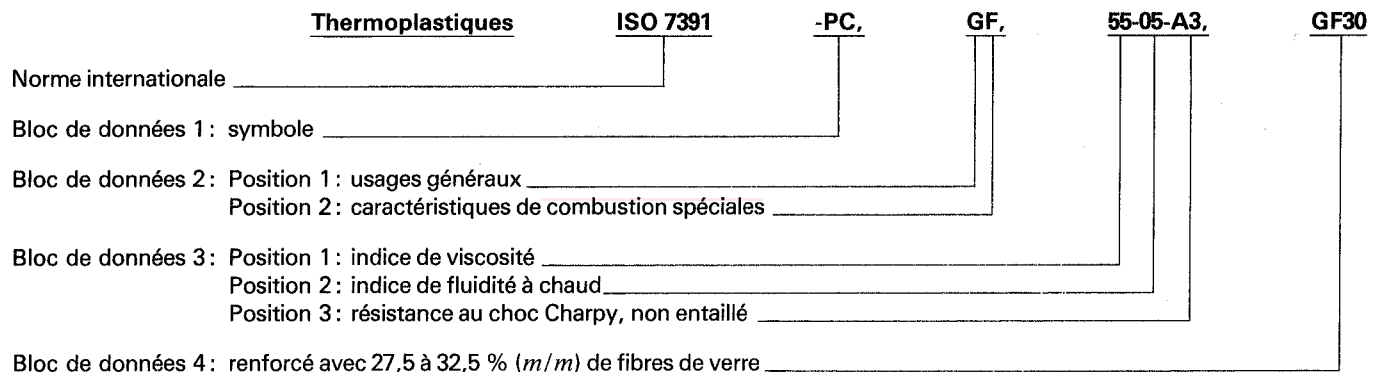 Thermoplastiques ISO 7391 -PC, GF, 55-05-A3, GF30
Norme internationale
Bloc de données 1 : symbole
Bloc de données 2 : Position 1 : usages généraux
Position 2 : caractéristiques de combustion spéciales
Bloc de données 3 : Position 1 : indice de viscosité
Position 2 : indice de fluidité à chaud
Position 3 : résistance au choc Charpy, non entaillé
Bloc de données 4 : renforcé avec 27,5 à 32,5 % (m/m) de fibres de verre